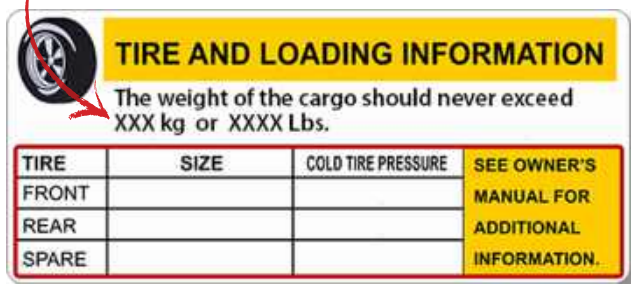 TIRE AND LOADING INFORMATION
The weight of the cargo should never exceed
XXX kg or XXXX Lbs.
TIRE SIZE COLD TIRE PRESSURE
FRONT
REAR
SPARE
SEE OWNER'S
MANUAL FOR
ADDITIONAL
INFORMATION.